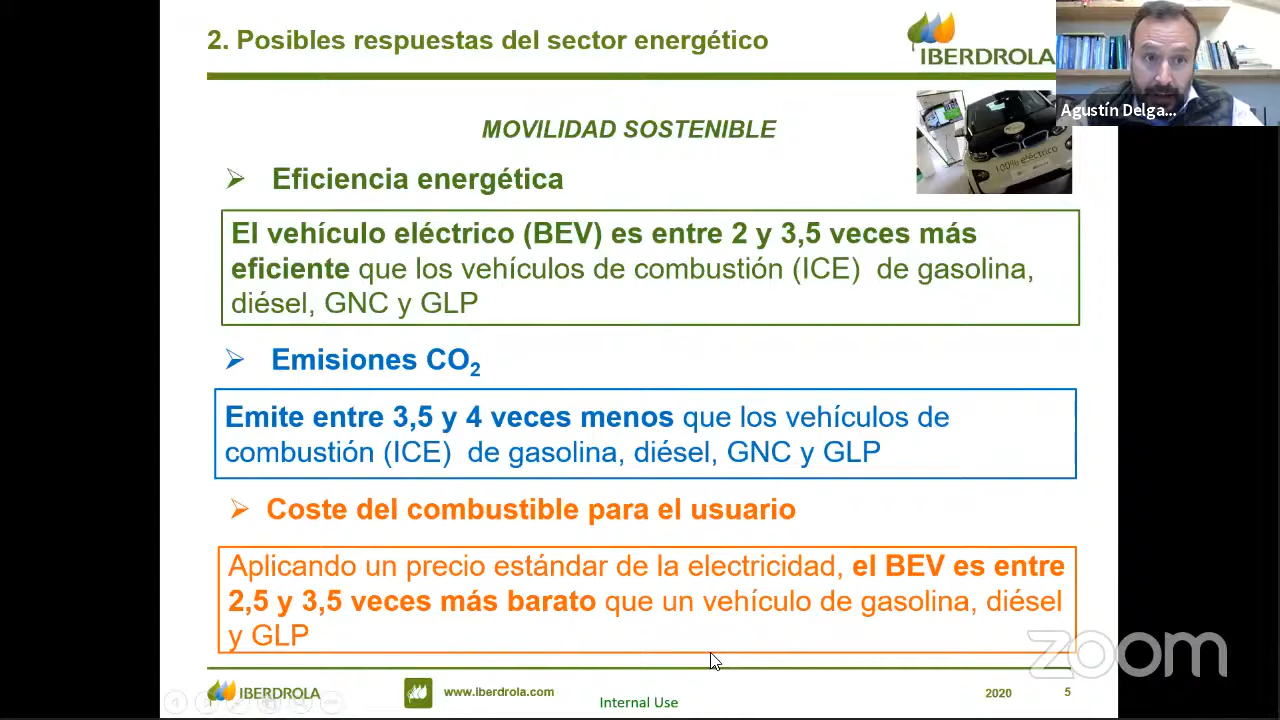 2. Posibles respuestas del sector energético
IBERDROLA
Agustín Delga...
MOVILIDAD SOSTENIBLE
100% eléctrico
➢ Eficiencia energética
El vehículo eléctrico (BEV) es entre 2 y 3,5 veces más
eficiente que los vehículos de combustión (ICE) de gasolina,
diésel, GNC y GLP
➢ Emisiones CO₂
Emite entre 3,5 y 4 veces menos que los vehículos de
combustión (ICE) de gasolina, diésel, GNC y GLP
➢ Coste del combustible para el usuario
Aplicando un precio estándar de la electricidad, el BEV es entre
2,5 y 3,5 veces más barato que un vehículo de gasolina, diésel
y GLP
zoom
IBERDROLA
www.iberdrola.com
Internal Use
2020
5